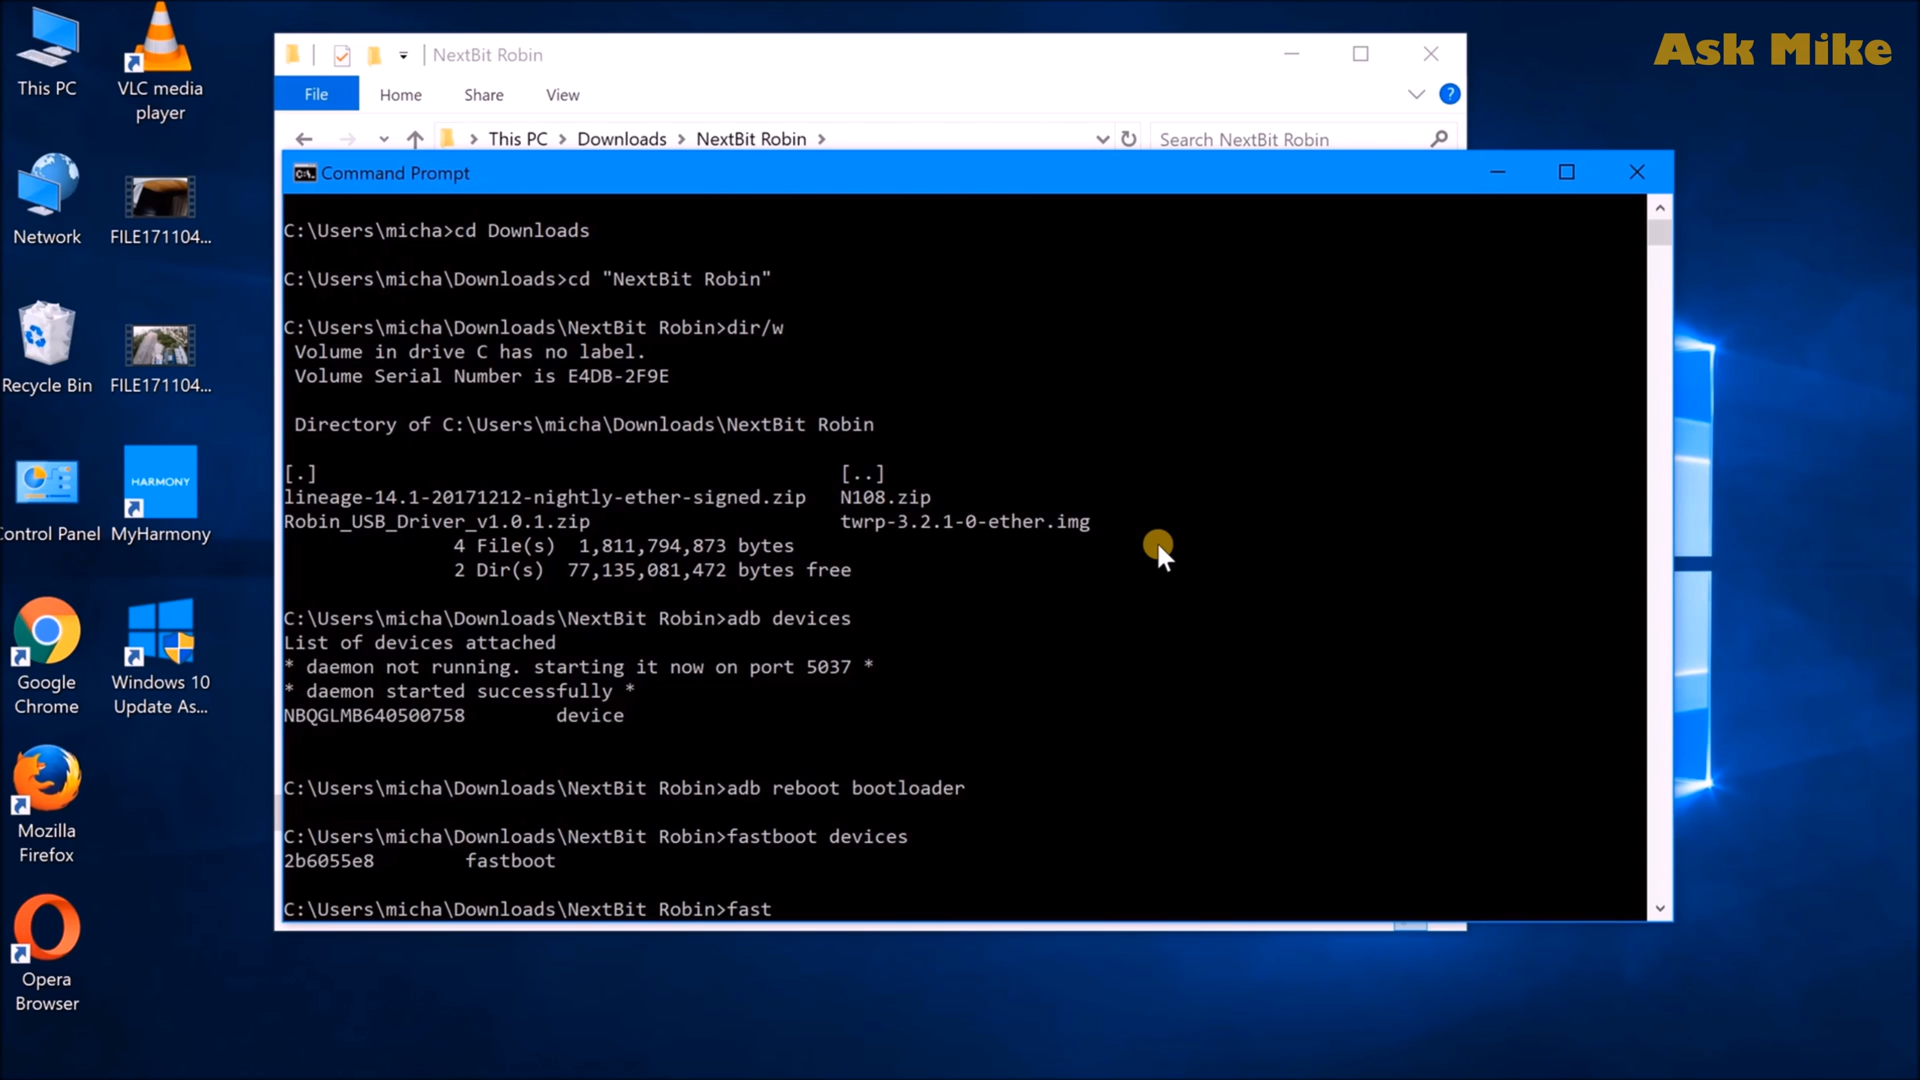 Ask Mike
This PC
VLC media
player
Network
FILE171104...
Recycle Bin
FILE171104...
Control Panel
HARMONY
MyHarmony
Google
Chrome
Windows 10
Update As...
Mozilla
Firefox
Opera
Browser
NextBit Robin
File Home Share View
This PC > Downloads > NextBit Robin >
Search NextBit Robin
Command Prompt
C:\Users\micha>cd Downloads
C:\Users\micha\Downloads>cd "NextBit Robin"
C:\Users\micha\Downloads\NextBit Robin>dir/w
Volume in drive C has no label.
Volume Serial Number is E4DB-2F9E
Directory of C:\Users\micha\Downloads\NextBit Robin
[.] [..]
lineage-14.1-20171212-nightly-ether-signed.zip N108.zip
Robin_USB_Driver_v1.0.1.zip twrp-3.2.1-0-ether.img
4 File(s) 1,811,794,873 bytes
2 Dir(s) 77,135,081,472 bytes free
C:\Users\micha\Downloads\NextBit Robin>adb devices
List of devices attached
* daemon not running. starting it now on port 5037 *
* daemon started successfully *
NBQGLMB640500758 device
C:\Users\micha\Downloads\NextBit Robin>adb reboot bootloader
C:\Users\micha\Downloads\NextBit Robin>fastboot devices
2b6055e8 fastboot
C:\Users\micha\Downloads\NextBit Robin>fast